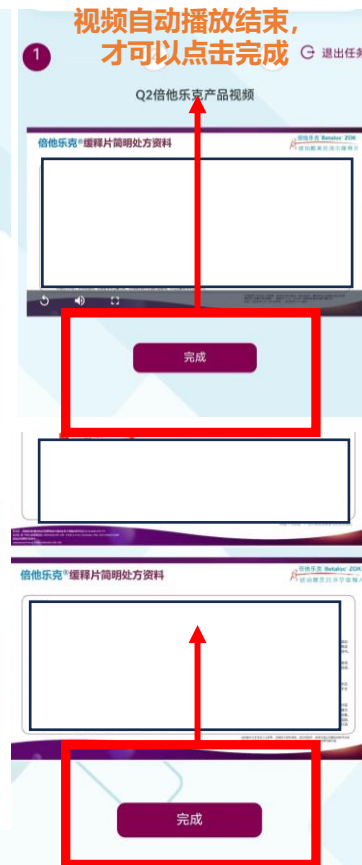 视频自动播放结束，
才可以点击完成
1
退出任务
Q2倍他乐克产品视频
倍他乐克®缓释片简明处方资料
倍他乐克 Betaloc ZOK
完成
倍他乐克®缓释片简明处方资料
倍他乐克 Betaloc ZOK
完成